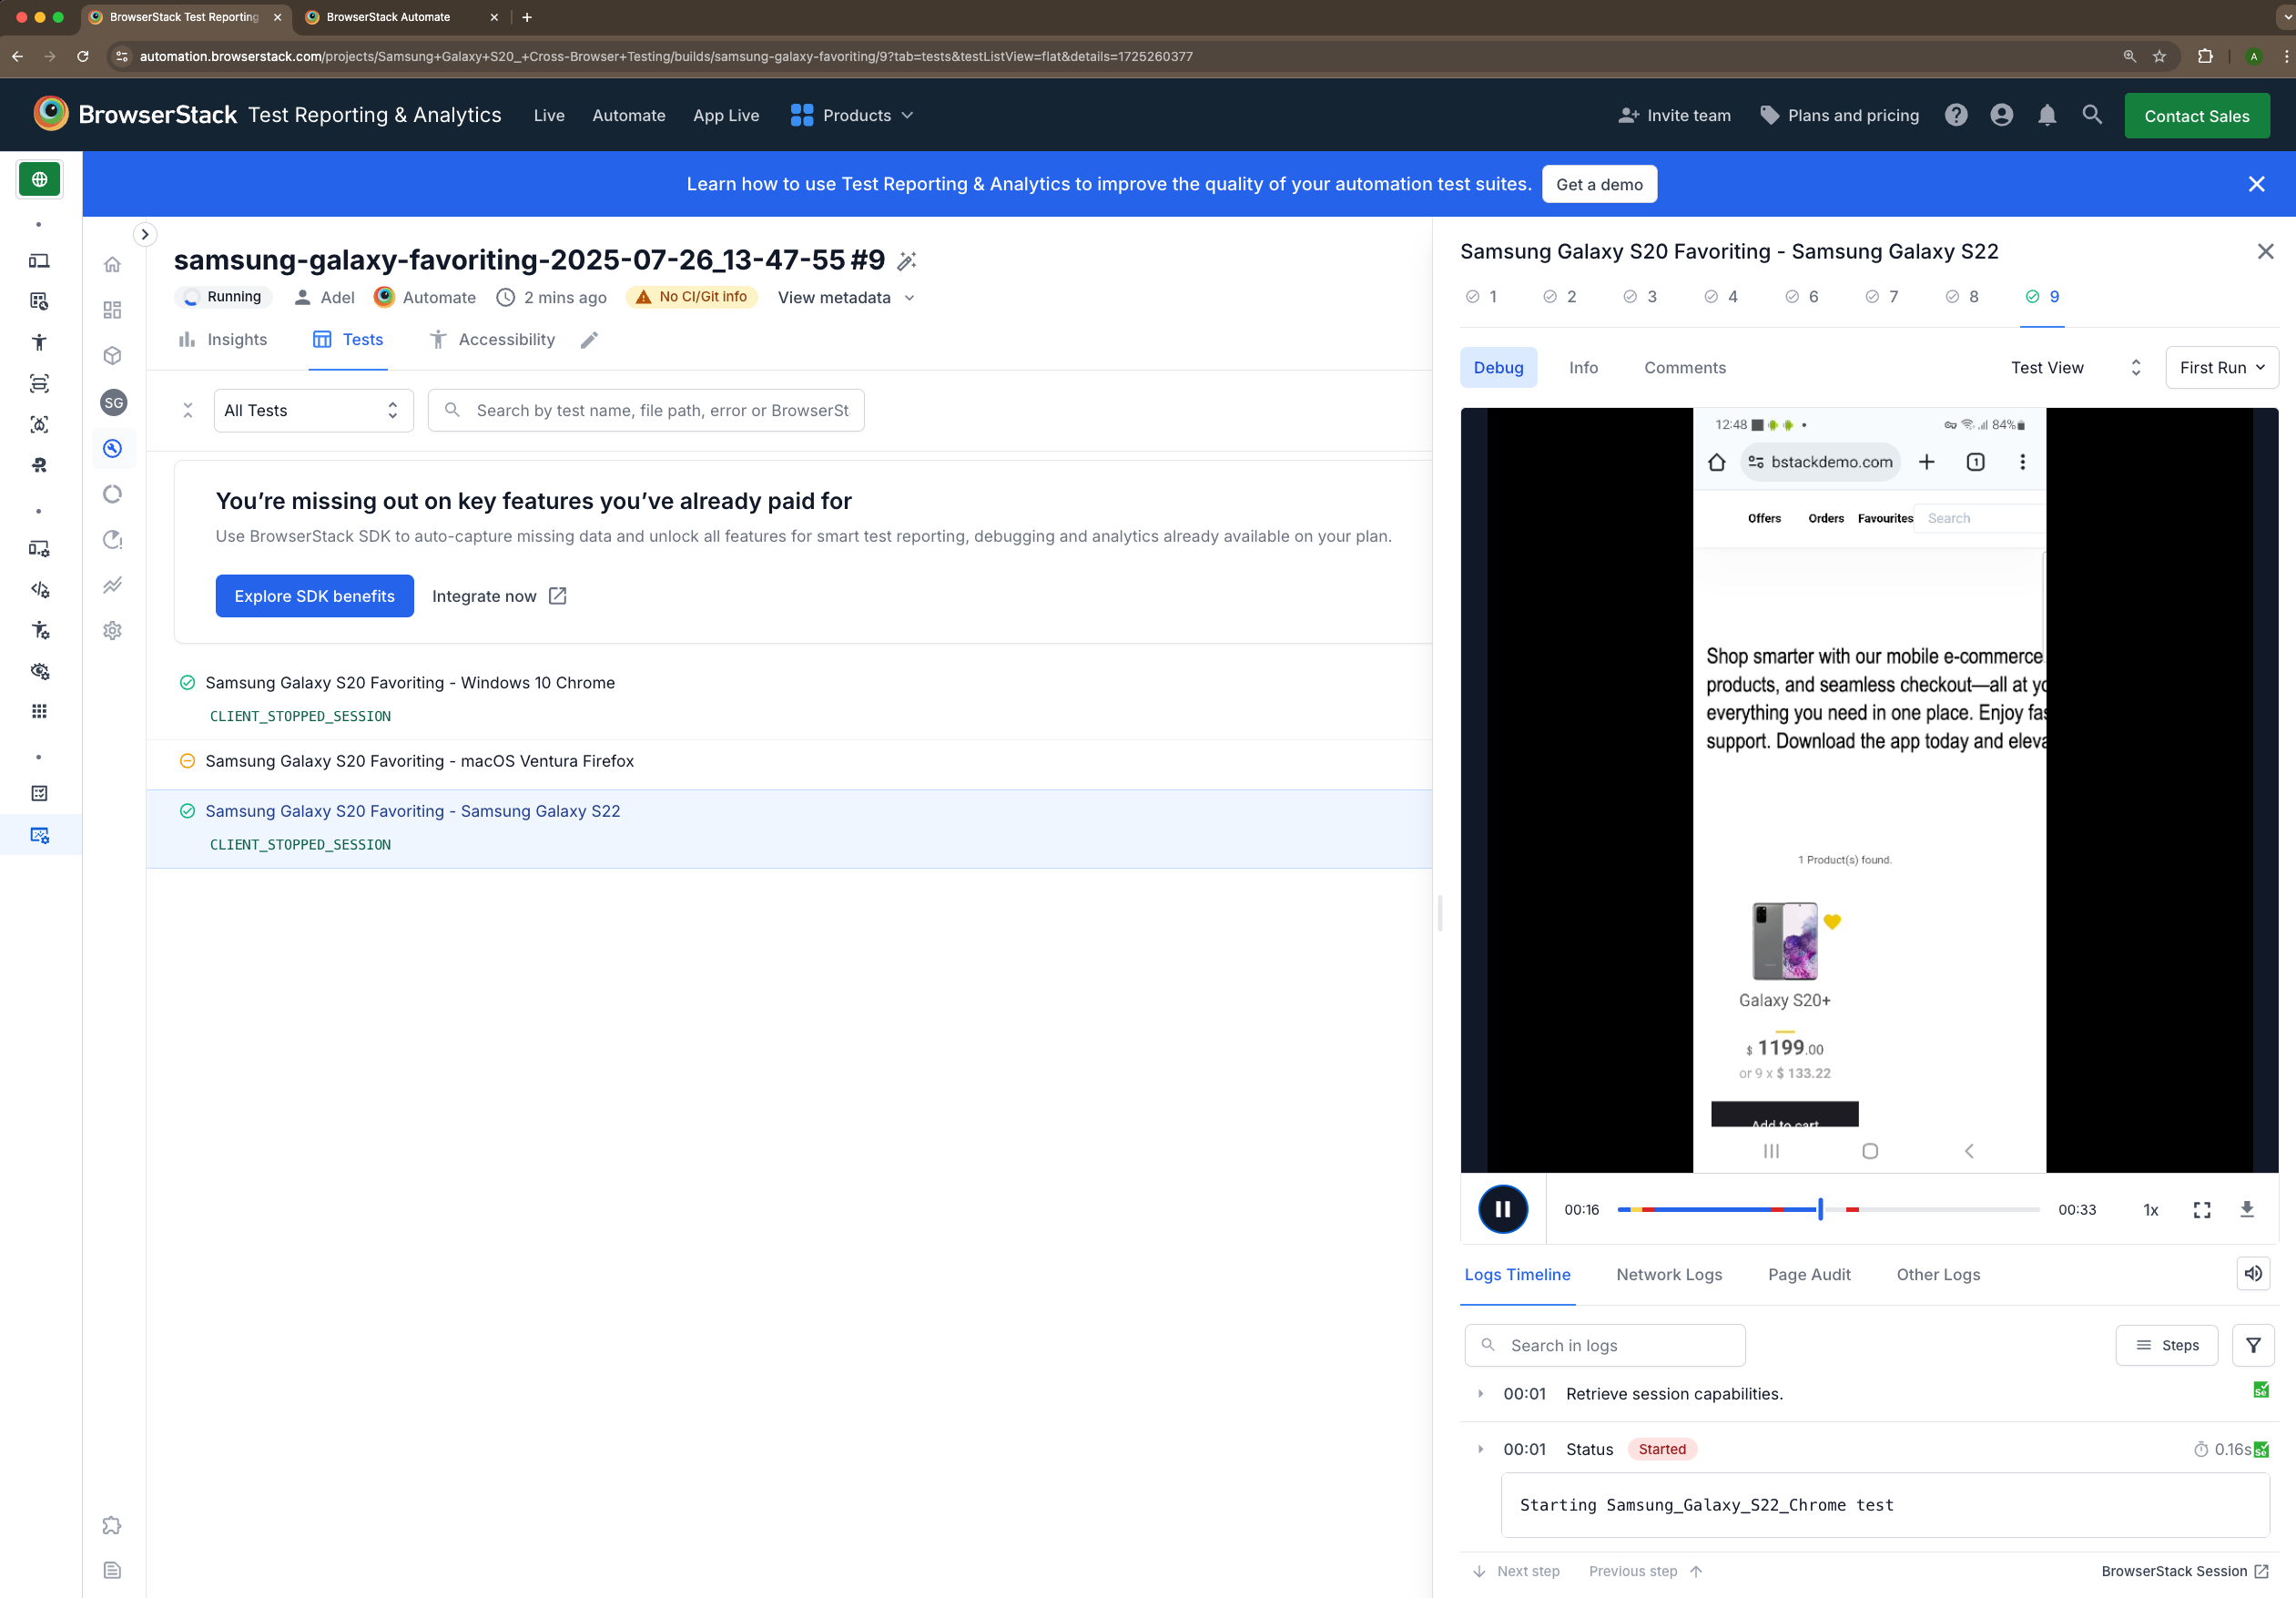 BrowserStack Test Reporting
BrowserStack Automate
automation.browserstack.com/projects/Samsung+Galaxy+S20_+Cross-Browser+Testing/builds/samsung-galaxy-favoriting/9?tab=tests&testListView=flat&details=1725260377
A
BrowserStack Test Reporting & Analytics
Live
Automate
App Live
Products
Invite team
Plans and pricing
Contact Sales
Learn how to use Test Reporting & Analytics to improve the quality of your automation test suites.
Get a demo
samsung-galaxy-favoriting-2025-07-26_13-47-55 #9
Running
Adel
Automate
2 mins ago
No CI/Git info
View metadata
Insights
Tests
Accessibility
SG
All Tests
Search by test name, file path, error or BrowserSt
You’re missing out on key features you’ve already paid for
Use BrowserStack SDK to auto-capture missing data and unlock all features for smart test reporting, debugging and analytics already available on your plan.
Explore SDK benefits
Integrate now
Samsung Galaxy S20 Favoriting - Windows 10 Chrome
CLIENT_STOPPED_SESSION
Samsung Galaxy S20 Favoriting - macOS Ventura Firefox
Samsung Galaxy S20 Favoriting - Samsung Galaxy S22
CLIENT_STOPPED_SESSION
Samsung Galaxy S20 Favoriting - Samsung Galaxy S22
1 2 3 4 6 7 8 9
Debug
Info
Comments
Test View
First Run
12:48
84%
bstackdemo.com
1
Offers
Orders
Favourites
Search
Shop smarter with our mobile e-commerce
products, and seamless checkout—all at yo
everything you need in one place. Enjoy fas
support. Download the app today and eleva
1 Product(s) found.
Galaxy S20+
$ 1199.00
or 9 x $ 133.22
Add to cart
00:16
00:33
1x
Logs Timeline
Network Logs
Page Audit
Other Logs
Search in logs
Steps
00:01 Retrieve session capabilities.
se
00:01 Status Started
0.16s
se
Starting Samsung_Galaxy_S22_Chrome test
Next step
Previous step
BrowserStack Session